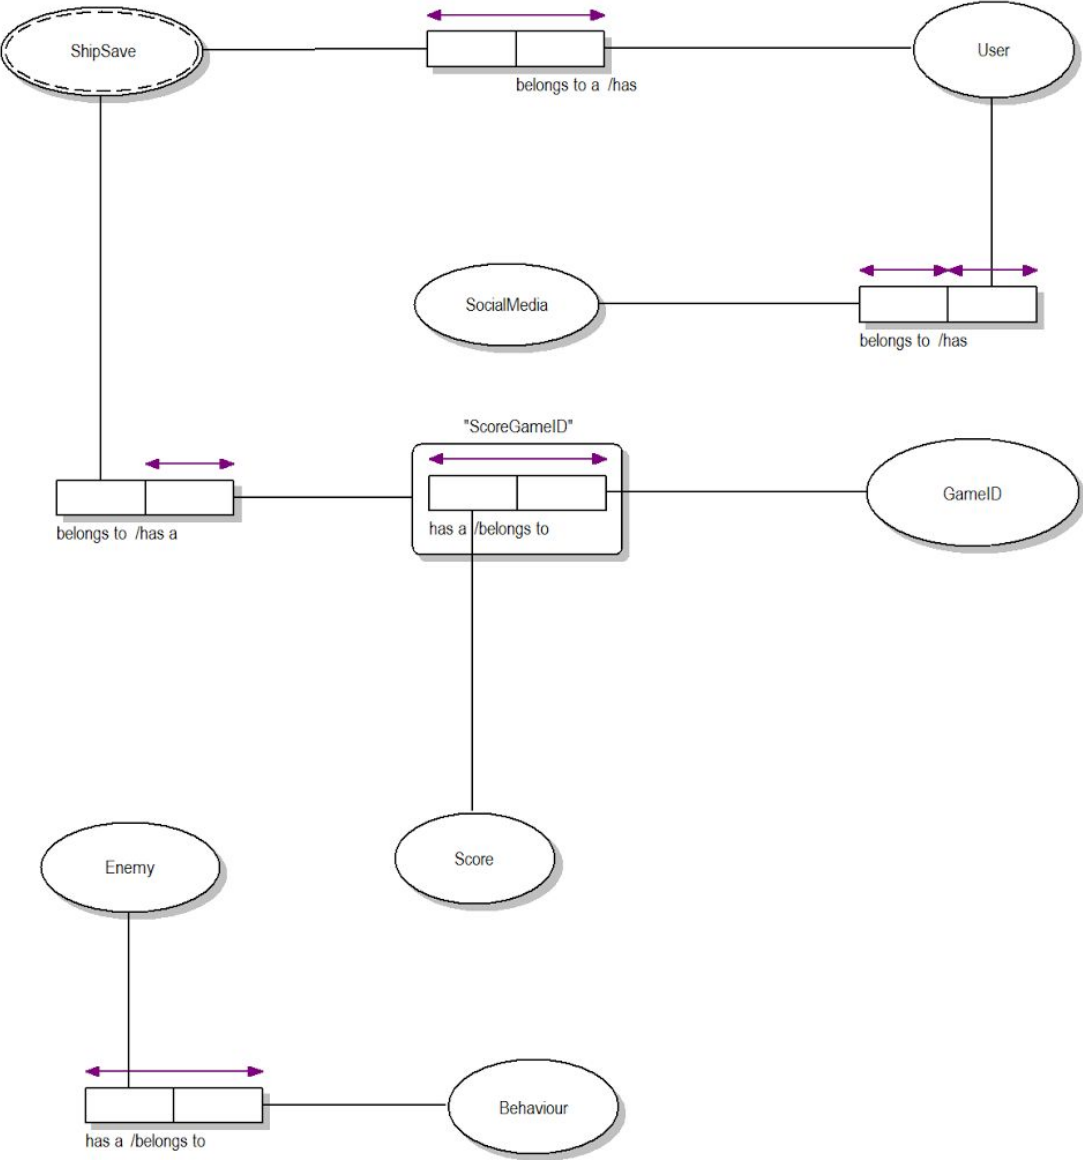 ShipSave
User
belongs to a /has
SocialMedia
belongs to /has
"ScoreGameID"
GameID
has a /belongs to
belongs to /has a
Score
Enemy
Behaviour
has a /belongs to